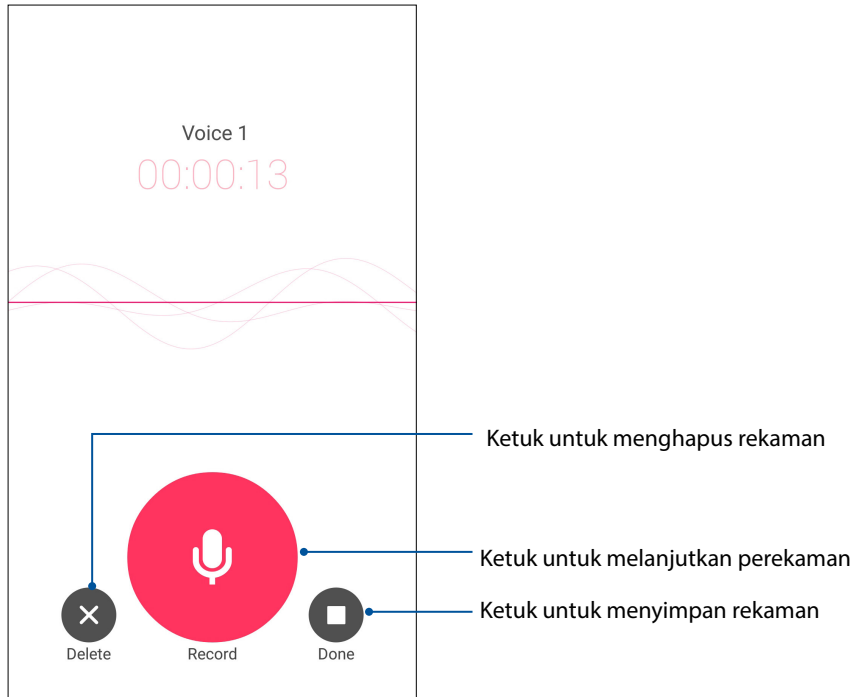 Voice 1
00:00:13
Ketuk untuk menghapus rekaman
Ketuk untuk melanjutkan perekaman
Ketuk untuk menyimpan rekaman
Delete
Record
Done